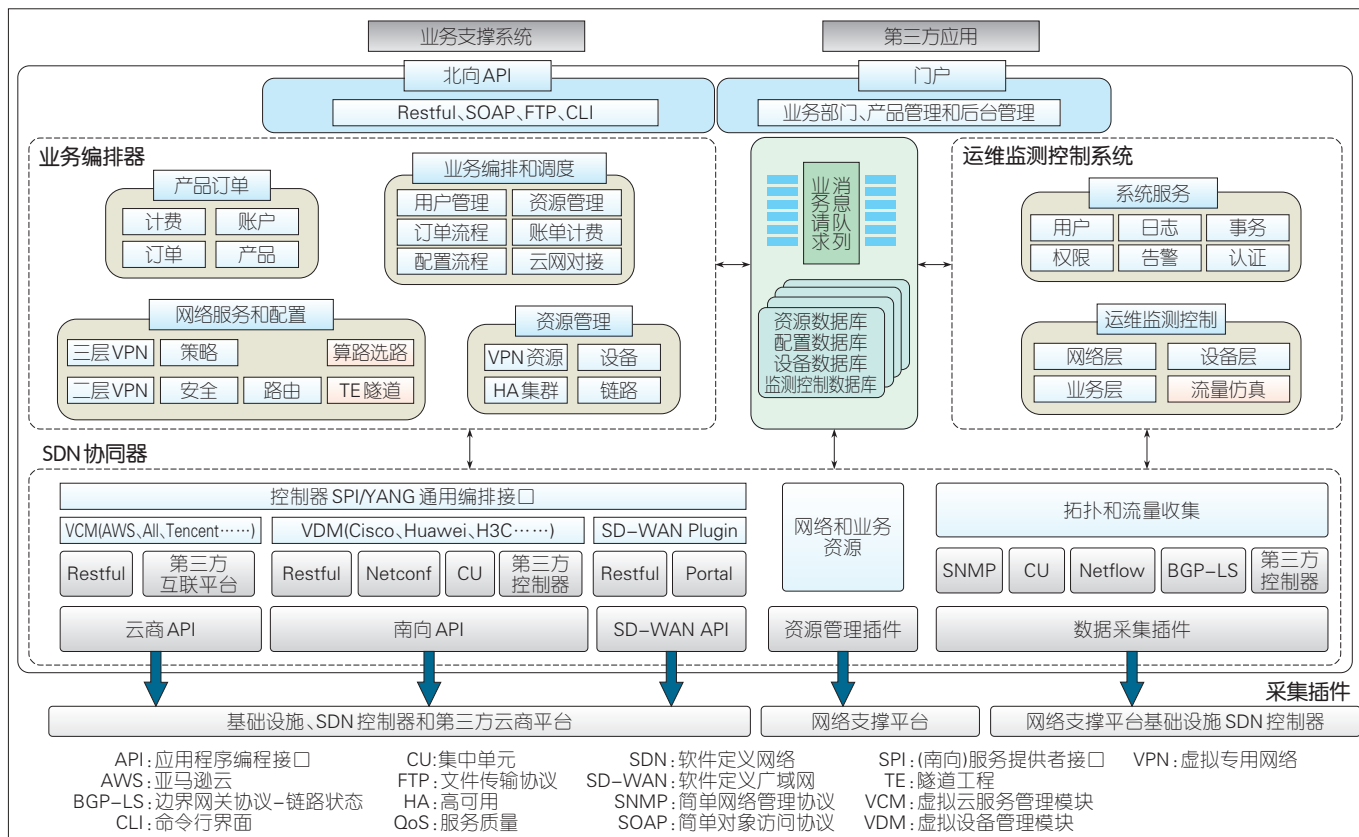 业务支撑系统
第三方应用
北向API
门户
Restful、SOAP、FTP、CLI
业务部门、产品管理和后台管理
业务编排器
产品订单
计费
账户
订单
产品
业务编排和调度
用户管理
资源管理
订单流程
账单计费
配置流程
云网对接
网络服务和配置
三层VPN
策略
算路选路
二层VPN
安全
路由
TE隧道
资源管理
VPN资源
设备
HA集群
链路
业务请求
消息队列
资源数据库
配置数据库
设备数据库
监测控制数据库
运维监测控制系统
系统服务
用户
日志
事务
权限
告警
认证
运维监测控制
网络层
设备层
业务层
流量仿真
SDN协同器
控制器SPI/YANG通用编排接口
VCM(AWS、All、Tencent……)
VDM(Cisco、Huawei、H3C……)
SD-WAN Plugin
Restful
第三方
互联平台
Restful
Netconf
CU
第三方
控制器
Restful
Portal
云商API
南向API
SD-WAN API
网络和业务
资源
资源管理插件
拓扑和流量收集
SNMP
CU
Netflow
BGP-LS
第三方
控制器
数据采集插件
采集插件
基础设施、SDN控制器和第三方云商平台
网络支撑平台
网络支撑平台基础设施SDN控制器
API:应用程序编程接口
AWS:亚马逊云
BGP-LS:边界网关协议-链路状态
CLI:命令行界面
CU:集中单元
FTP:文件传输协议
HA:高可用
QoS:服务质量
SDN:软件定义网络
SD-WAN:软件定义广域网
SNMP:简单网络管理协议
SOAP:简单对象访问协议
SPI:(南向)服务提供者接口
TE:隧道工程
VCM:虚拟云服务管理模块
VDM:虚拟设备管理模块
VPN:虚拟专用网络